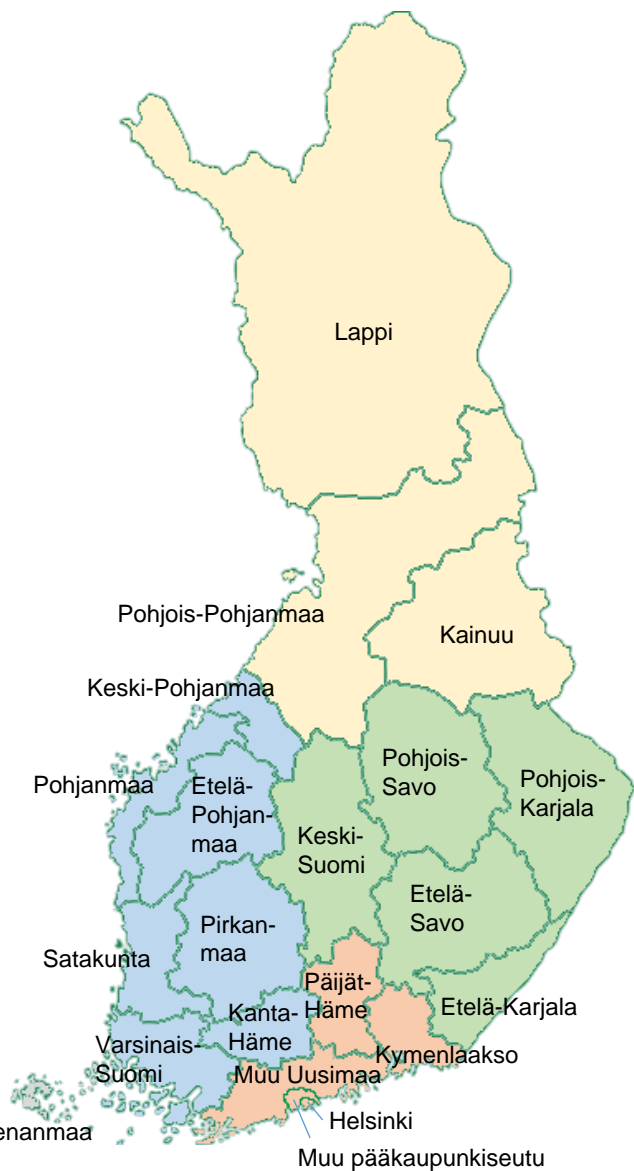 Lappi
Pohjois-Pohjanmaa
Kainuu
Keski-Pohjanmaa
Pohjanmaa
Etelä-
Pohjan-
maa
Pohjois-
Savo
Pohjois-
Karjala
Keski-
Suomi
Etelä-
Savo
Pirkan-
maa
Satakunta
Päijät-
Häme
Etelä-Karjala
Kanta-
Häme
Varsinais-
Suomi
Kymenlaakso
Muu Uusimaa
Helsinki
enanmaa
Muu pääkaupunkiseutu